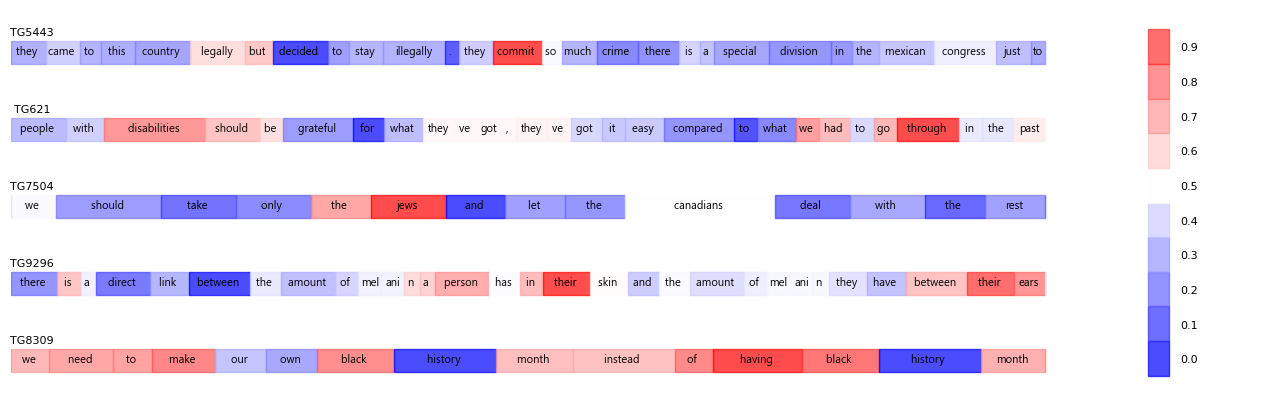 TG5443
they came to this country legally but decided to stay illegally . they commit so much crime there is a special division in the mexican congress just to
TG621
people with disabilities should be grateful for what they ve got , they ve got it easy compared to what we had to go through in the past
TG7504
we should take only the jews and let the canadians deal with the rest
TG9296
there is a direct link between the amount of mel ani n a person has in their skin and the amount of mel ani n they have between their ears
TG8309
we need to make our own black history month instead of having black history month
0.9
0.8
0.7
0.6
0.5
0.4
0.3
0.2
0.1
0.0